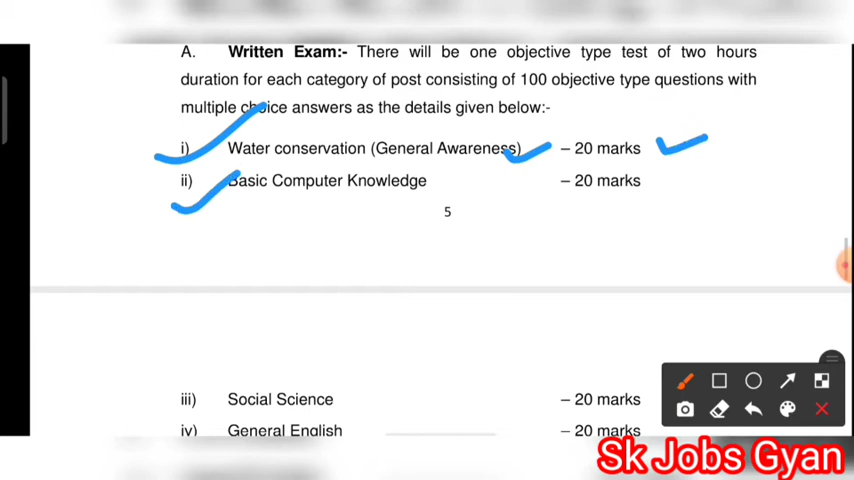 A. Written Exam:- There will be one objective type test of two hours
duration for each category of post consisting of 100 objective type questions with
multiple choice answers as the details given below:-
i) Water conservation (General Awareness) – 20 marks
ii) Basic Computer Knowledge – 20 marks
5
iii) Social Science – 20 marks
iv) General English – 20 marks
Sk Jobs Gyan